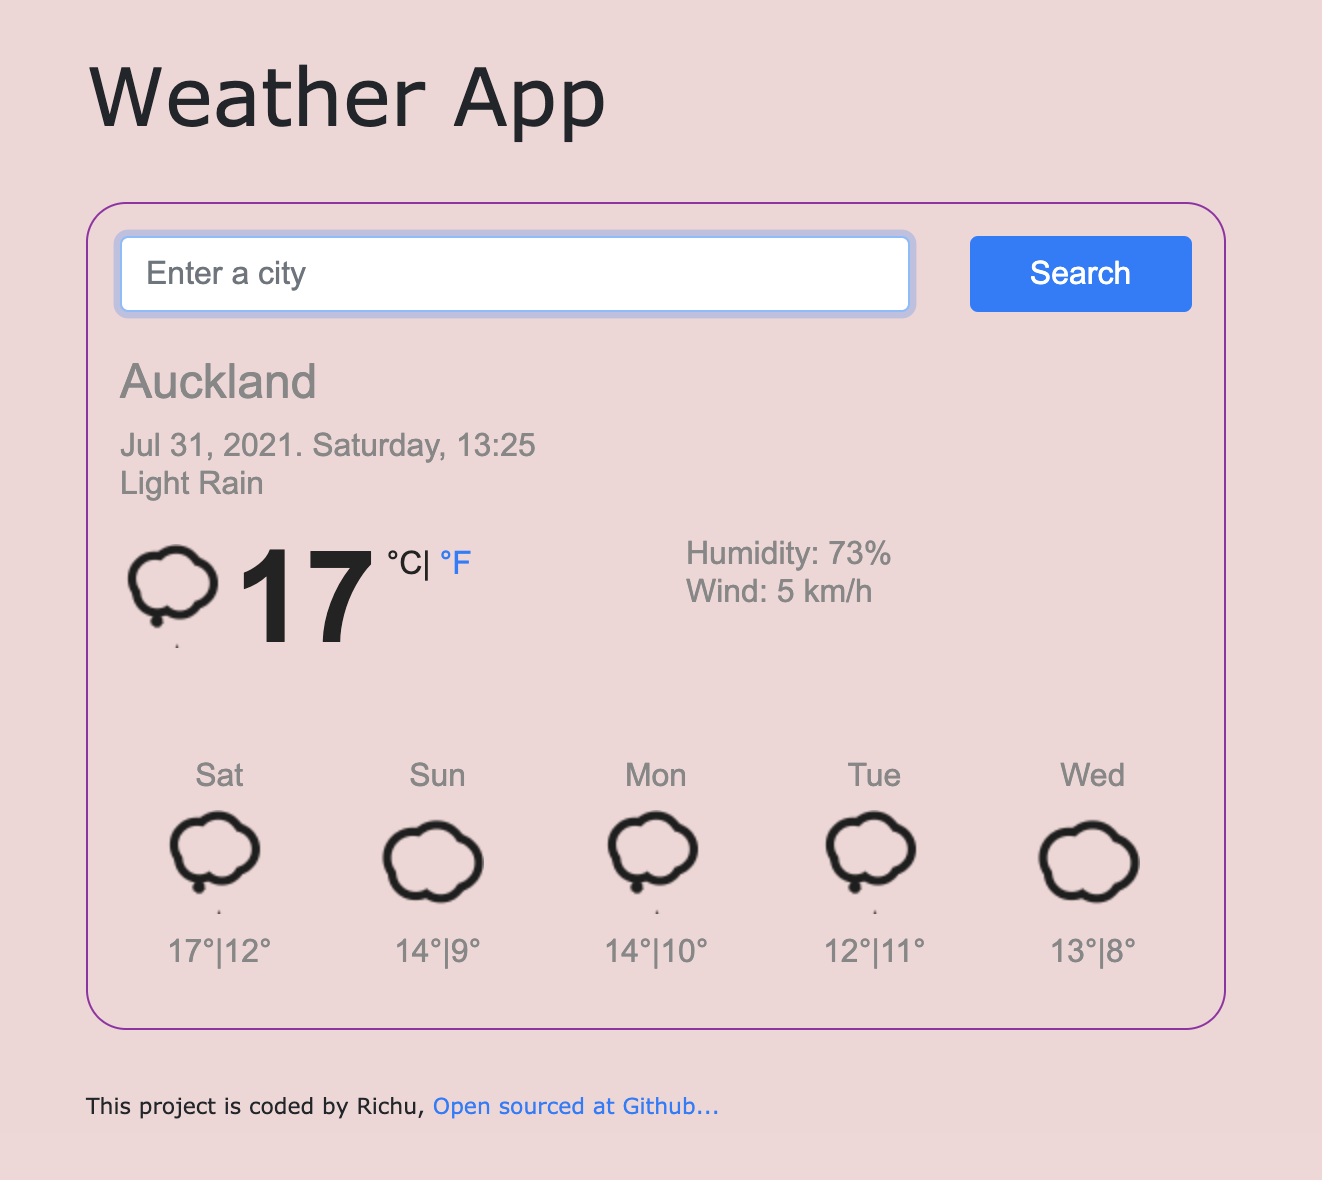 Weather App
Enter a city
Search
Auckland
Jul 31, 2021. Saturday, 13:25
Light Rain
17 °C| °F
Humidity: 73%
Wind: 5 km/h
Sat Sun Mon Tue Wed
17°|12° 14°|9° 14°|10° 12°|11° 13°|8°
This project is coded by Richu, Open sourced at Github...